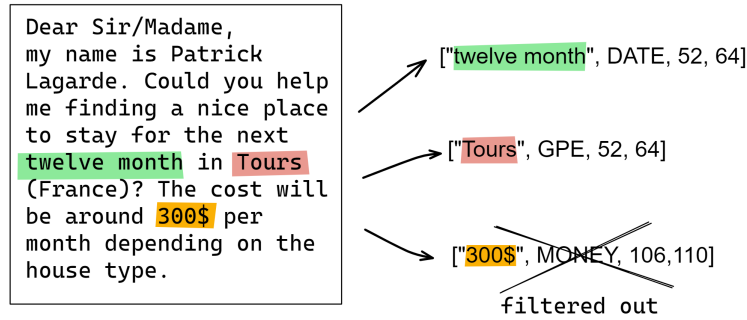 Dear Sir/Madame,
my name is Patrick
Lagarde. Could you help
me finding a nice place
to stay for the next
twelve month in Tours
(France)? The cost will
be around 300$ per
month depending on the
house type.
["twelve month", DATE, 52, 64]
["Tours", GPE, 52, 64]
["300$", MONEY, 106,110]
filtered out